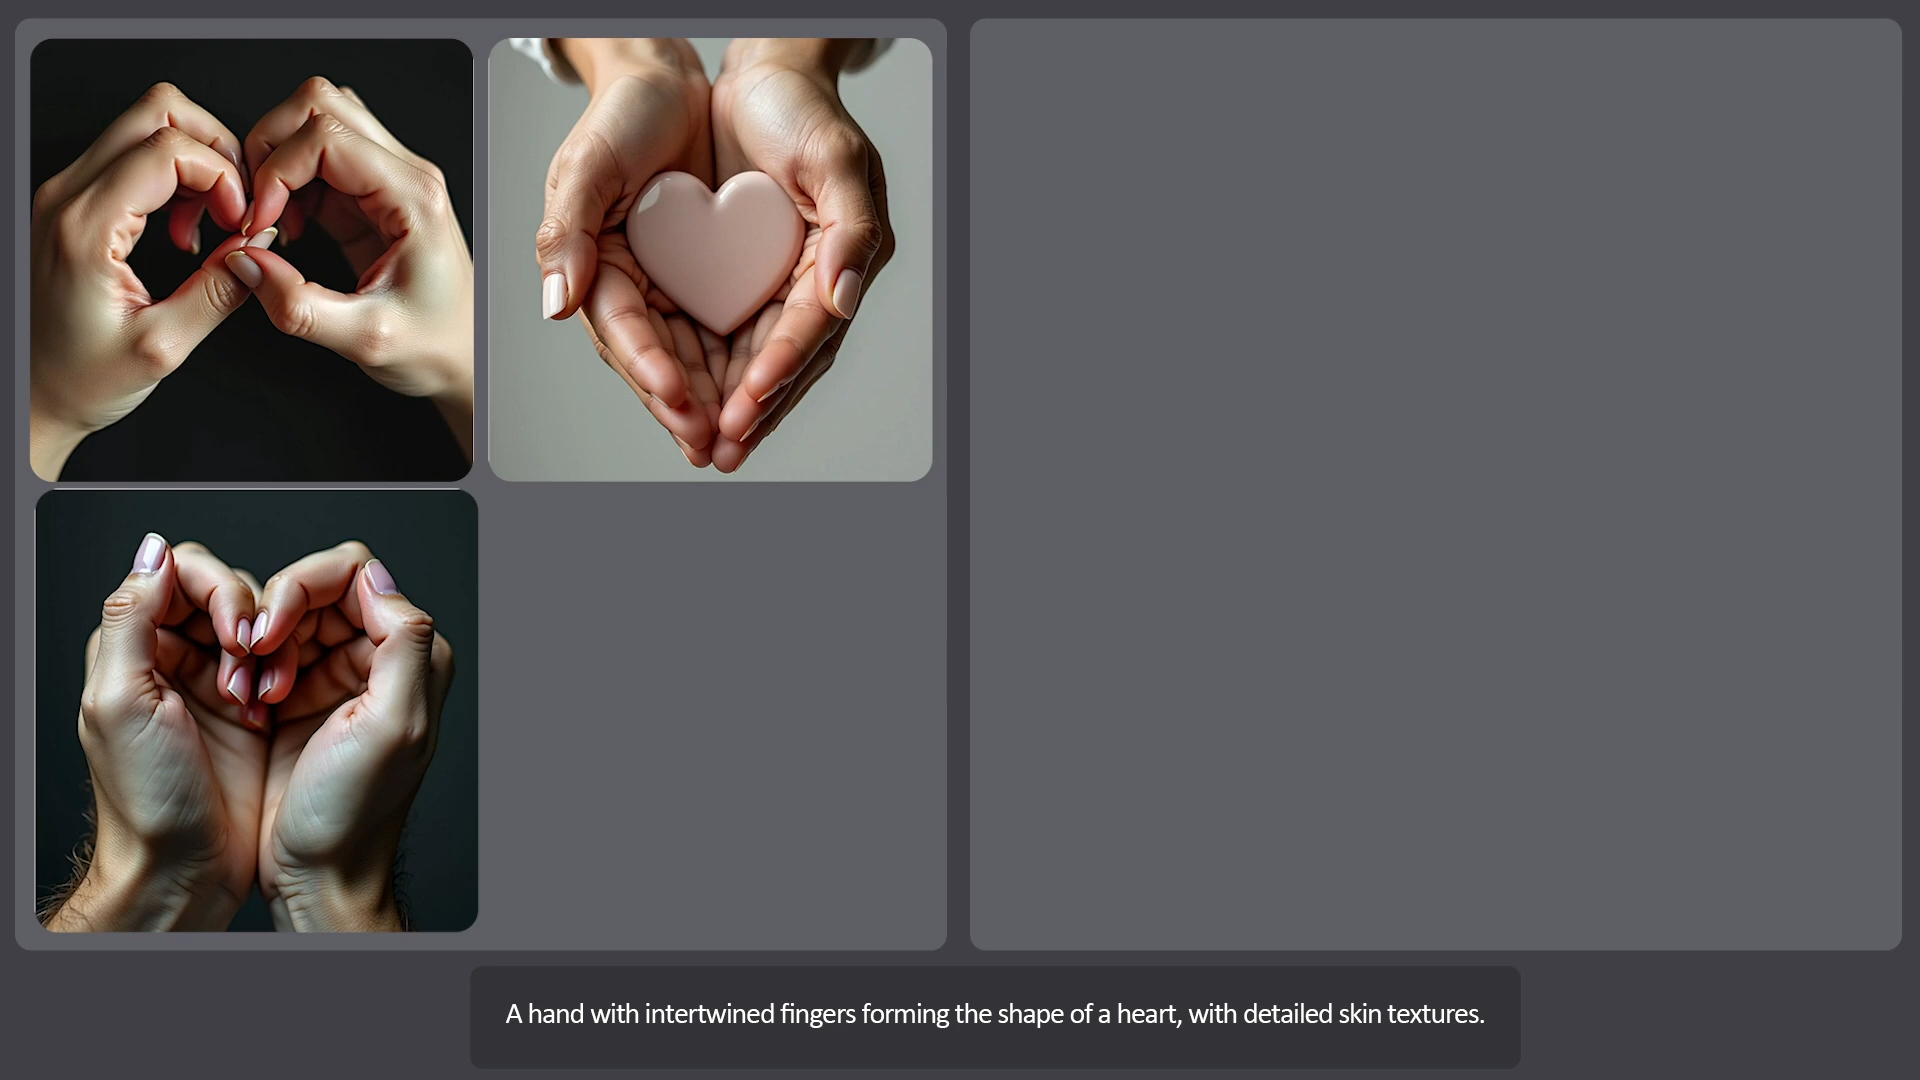 A hand with intertwined fingers forming the shape of a heart, with detailed skin textures.